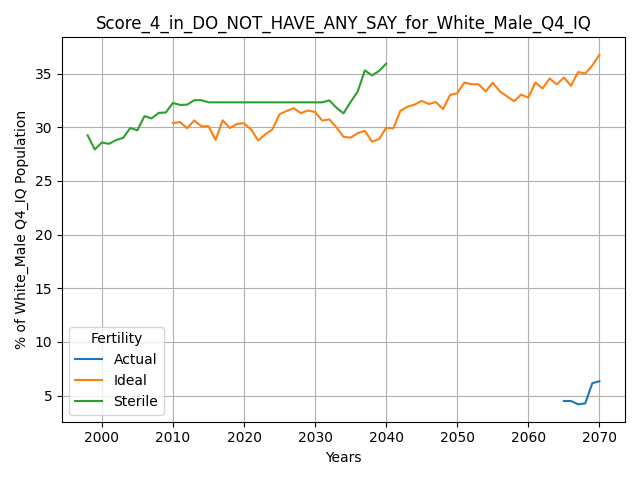 Score_4_in_DO_NOT_HAVE_ANY_SAY_for_White_Male_Q4_IQ
% of White_Male Q4_IQ Population
35
30
25
20
15
10
5
Fertility
Actual
Ideal
Sterile
2000 2010 2020 2030 2040 2050 2060 2070
Years